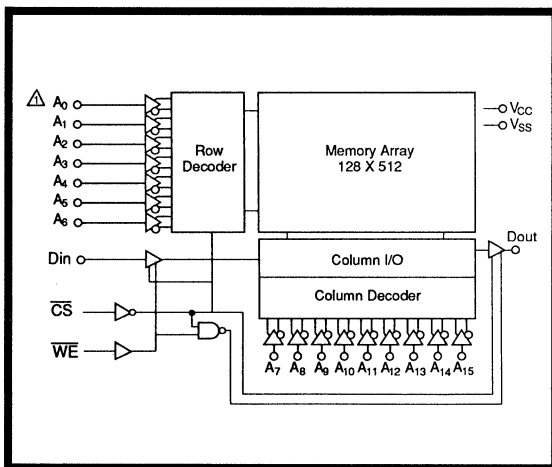 1
A0
A1
A2
A3
A4
A5
A6
Row
Decoder
Memory Array
128 X 512
VCC
VSS
Din
Column I/O
Dout
Column Decoder
CS
WE
A7 A8 A9 A10 A11 A12 A13 A14 A15